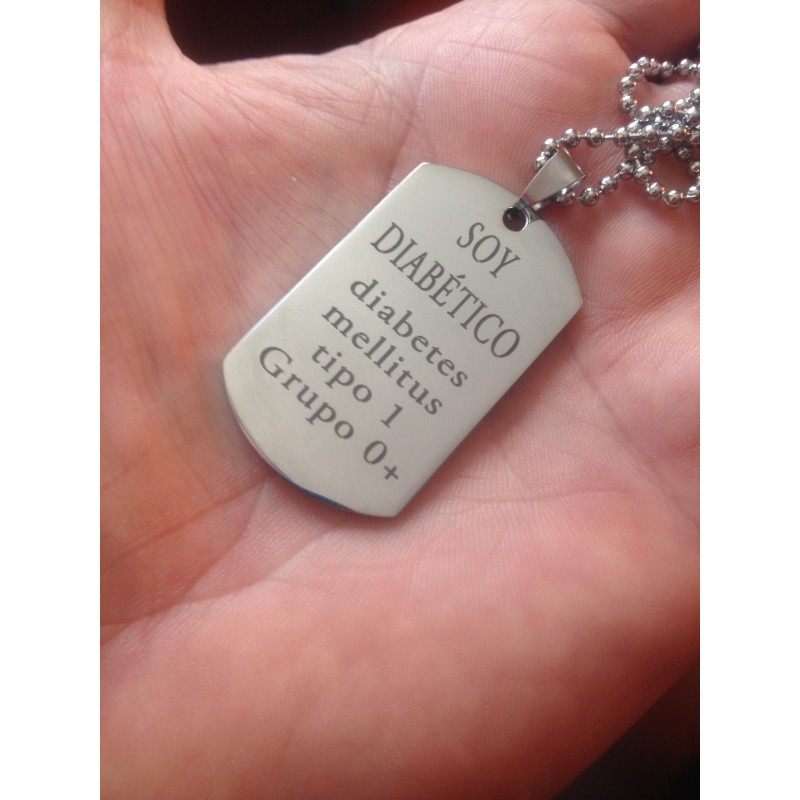 SOY
DIABÉTICO
diabetes
mellitus
tipo 1
Grupo 0+